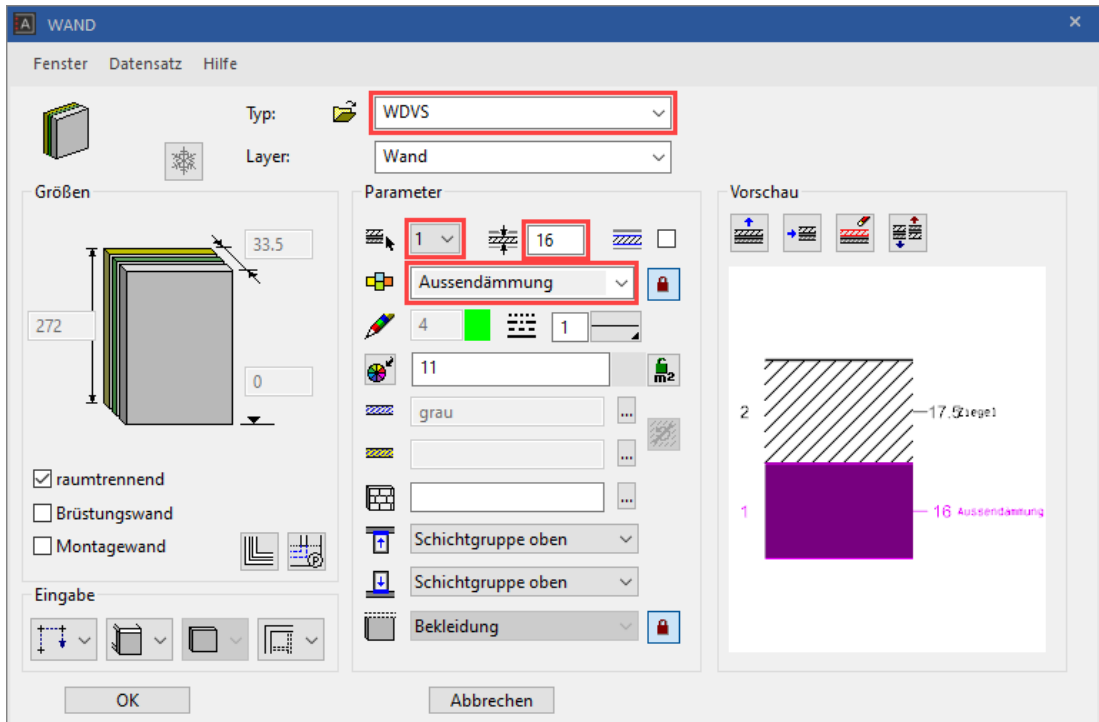 A WAND
Fenster Datensatz Hilfe
Typ: WDVS
Layer: Wand
Größen
33.5
272
0
raumtrennend
Brüstungswand
Montagewand
Eingabe
Parameter
1 16
Aussendämmung
4 1
11
m2
grau ...
...
...
Schichtgruppe oben
Schichtgruppe oben
Bekleidung
P
Vorschau
2 17.5 Ziegel
1 16 Aussendämmung
OK Abbrechen